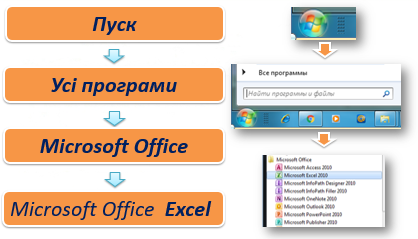 Пуск
Усі програми
Microsoft Office
Microsoft Office Excel
Все программы
Найти программы и файлы
Microsoft Office
Microsoft Access 2010
Microsoft Excel 2010
Microsoft InfoPath Designer 2010
Microsoft InfoPath Filler 2010
Microsoft OneNote 2010
Microsoft Outlook 2010
Microsoft PowerPoint 2010
Microsoft Publisher 2010